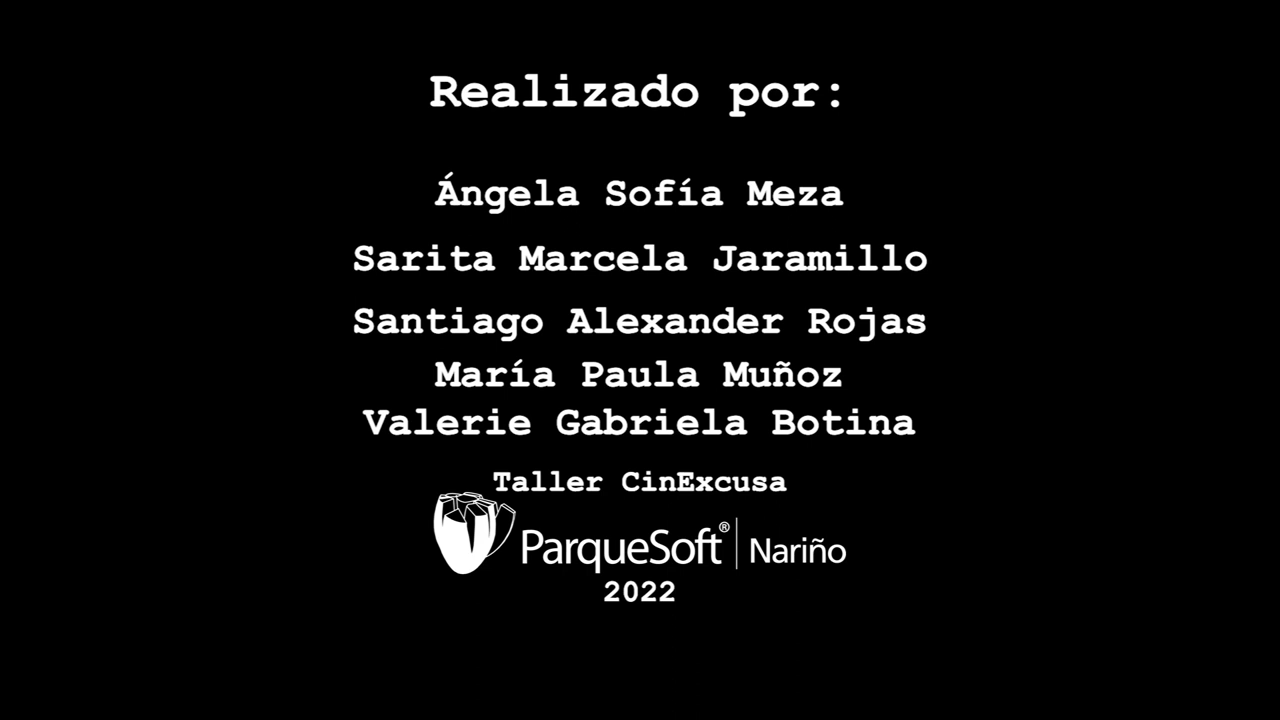 Realizado por:
Ángela Sofía Meza
Sarita Marcela Jaramillo
Santiago Alexander Rojas
María Paula Muñoz
Valerie Gabriela Botina
Taller CinExcusa
ParqueSoft® | Nariño
2022